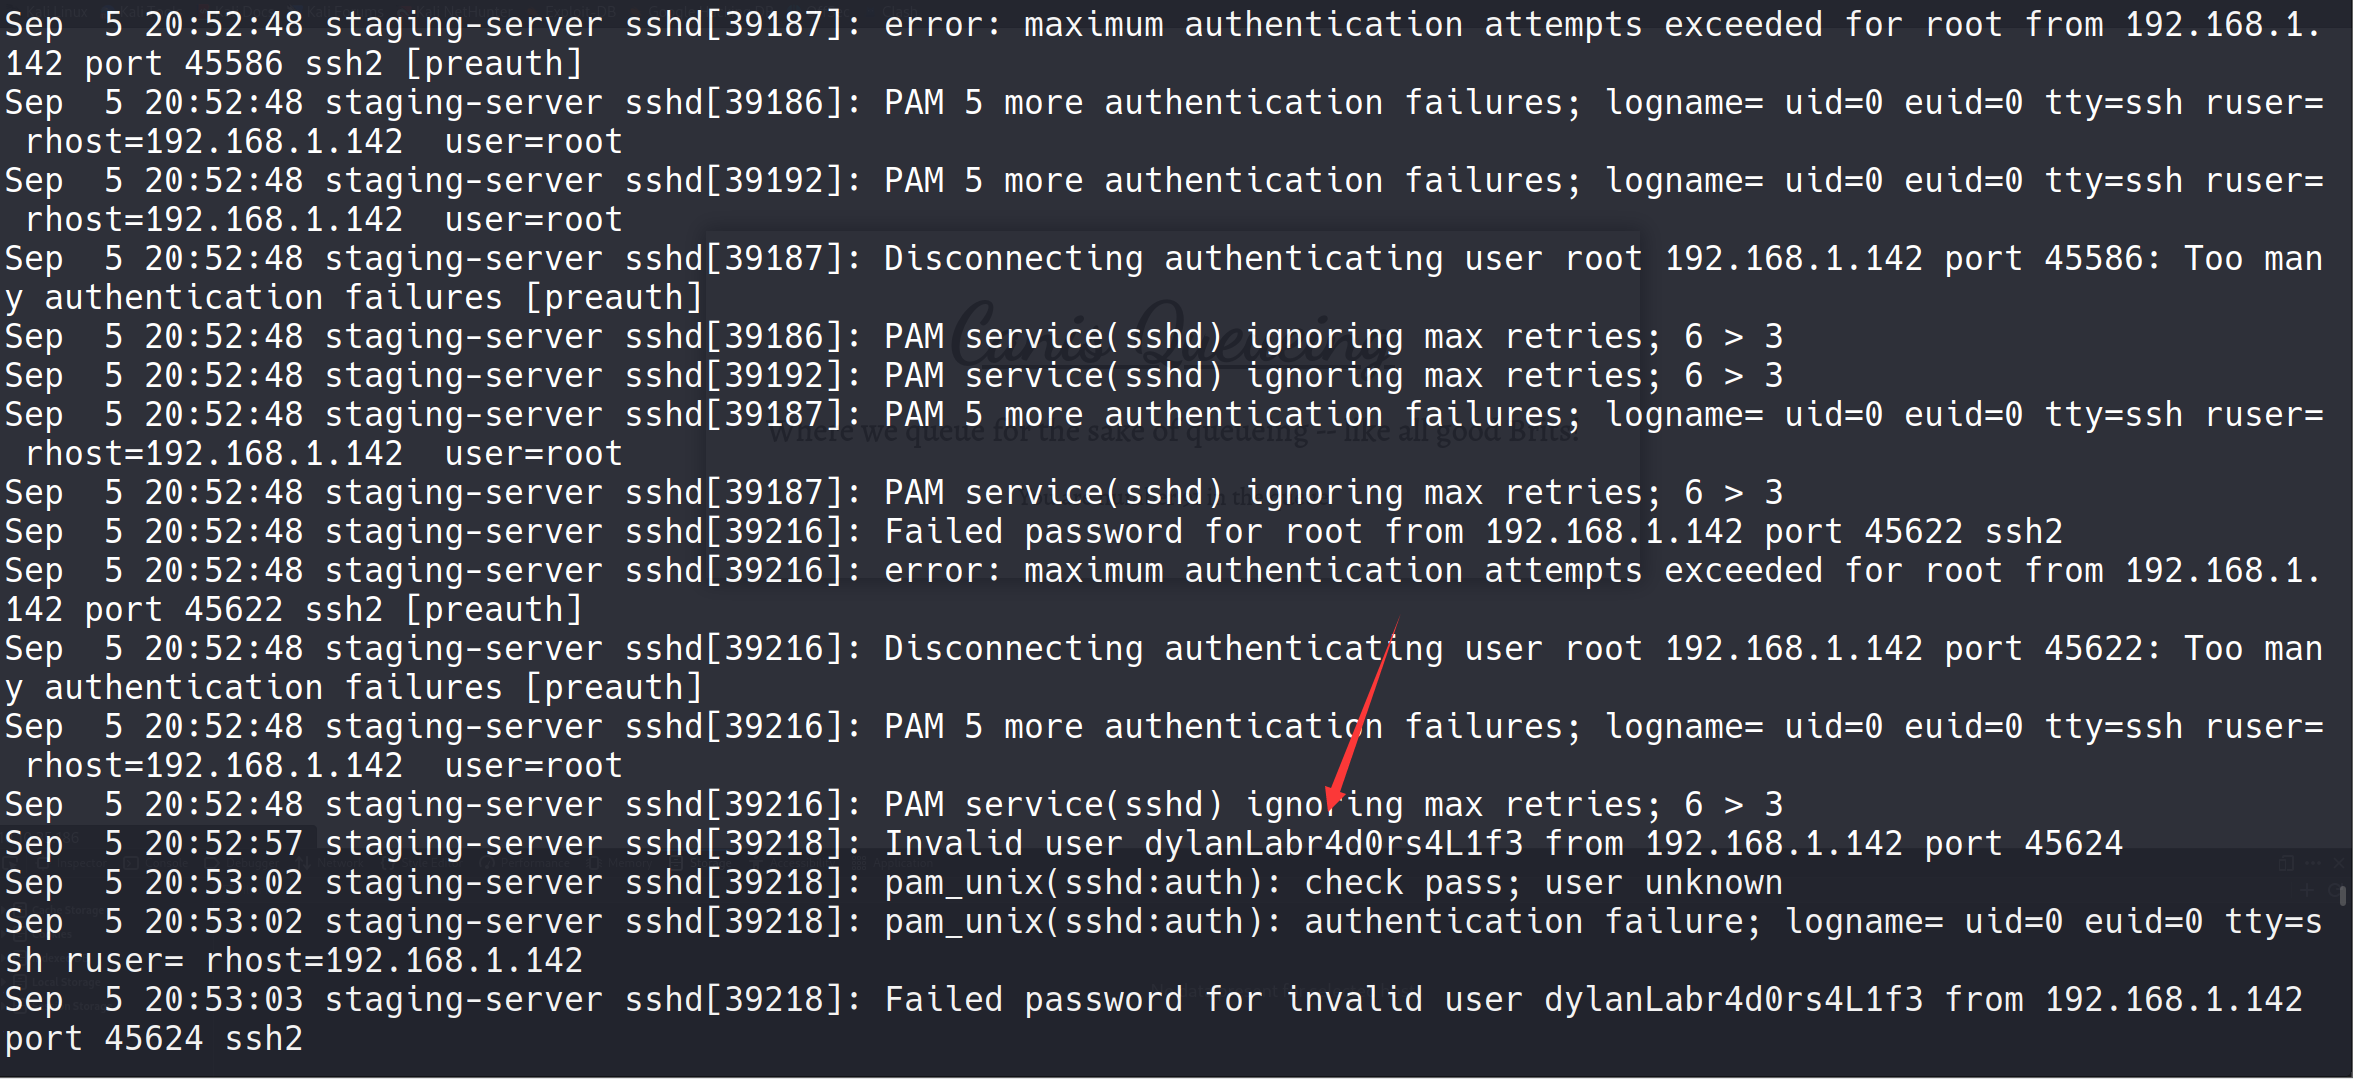 Sep  5 20:52:48 staging-server sshd[39187]: error: maximum authentication attempts exceeded for root from 192.168.1.
142 port 45586 ssh2 [preauth]
Sep  5 20:52:48 staging-server sshd[39186]: PAM 5 more authentication failures; logname= uid=0 euid=0 tty=ssh ruser=
 rhost=192.168.1.142  user=root
Sep  5 20:52:48 staging-server sshd[39192]: PAM 5 more authentication failures; logname= uid=0 euid=0 tty=ssh ruser=
 rhost=192.168.1.142  user=root
Sep  5 20:52:48 staging-server sshd[39187]: Disconnecting authenticating user root 192.168.1.142 port 45586: Too man
y authentication failures [preauth]
Sep  5 20:52:48 staging-server sshd[39186]: PAM service(sshd) ignoring max retries; 6 > 3
Sep  5 20:52:48 staging-server sshd[39192]: PAM service(sshd) ignoring max retries; 6 > 3
Sep  5 20:52:48 staging-server sshd[39187]: PAM 5 more authentication failures; logname= uid=0 euid=0 tty=ssh ruser=
 rhost=192.168.1.142  user=root
Sep  5 20:52:48 staging-server sshd[39187]: PAM service(sshd) ignoring max retries; 6 > 3
Sep  5 20:52:48 staging-server sshd[39216]: Failed password for root from 192.168.1.142 port 45622 ssh2
Sep  5 20:52:48 staging-server sshd[39216]: error: maximum authentication attempts exceeded for root from 192.168.1.
142 port 45622 ssh2 [preauth]
Sep  5 20:52:48 staging-server sshd[39216]: Disconnecting authenticating user root 192.168.1.142 port 45622: Too man
y authentication failures [preauth]
Sep  5 20:52:48 staging-server sshd[39216]: PAM 5 more authentication failures; logname= uid=0 euid=0 tty=ssh ruser=
 rhost=192.168.1.142  user=root
Sep  5 20:52:48 staging-server sshd[39216]: PAM service(sshd) ignoring max retries; 6 > 3
Sep  5 20:52:57 staging-server sshd[39218]: Invalid user dylanLabr4d0rs4L1f3 from 192.168.1.142 port 45624
Sep  5 20:53:02 staging-server sshd[39218]: pam_unix(sshd:auth): check pass; user unknown
Sep  5 20:53:02 staging-server sshd[39218]: pam_unix(sshd:auth): authentication failure; logname= uid=0 euid=0 tty=s
sh ruser= rhost=192.168.1.142
Sep  5 20:53:03 staging-server sshd[39218]: Failed password for invalid user dylanLabr4d0rs4L1f3 from 192.168.1.142
port 45624 ssh2
Where we queue for the sake of queueing -- like all good Brits!